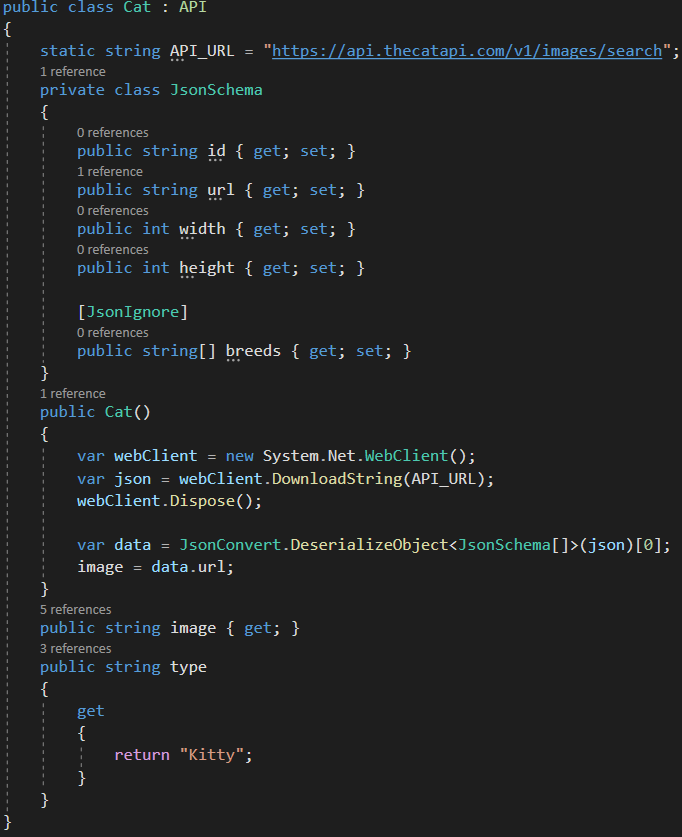 public class Cat : API
{
static string API_URL = "https://api.thecatapi.com/v1/images/search";
1 reference
private class JsonSchema
{
0 references
public string id { get; set; }
1 reference
public string url { get; set; }
0 references
public int width { get; set; }
0 references
public int height { get; set; }
[JsonIgnore]
0 references
public string[] breeds { get; set; }
}
1 reference
public Cat()
{
var webClient = new System.Net.WebClient();
var json = webClient.DownloadString(API_URL);
webClient.Dispose();
var data = JsonConvert.DeserializeObject<JsonSchema[]>(json)[0];
image = data.url;
}
5 references
public string image { get; }
3 references
public string type
{
get
{
return "Kitty";
}
}
}